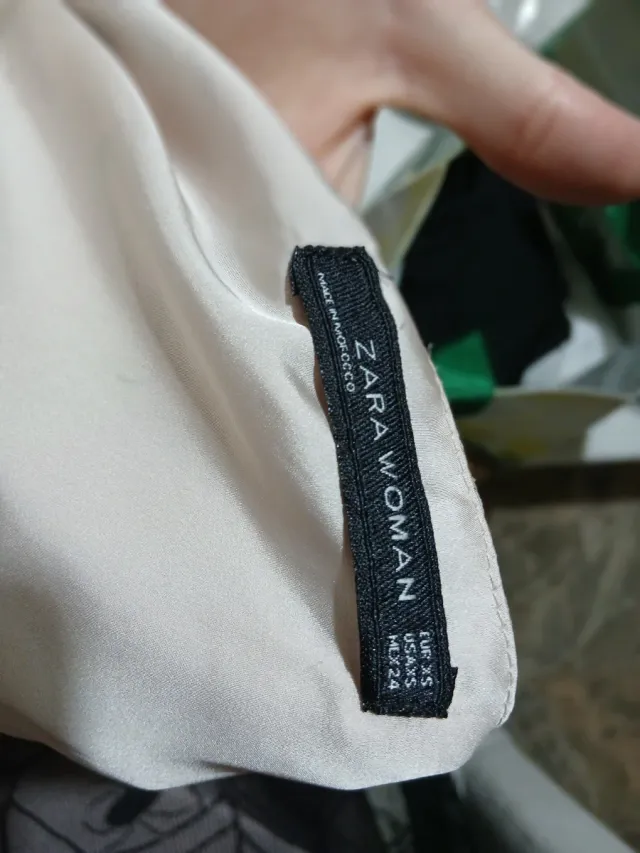 ZARA WOMAN
MADE IN MOROCCO
EUR XS
USA XS
MEX 24